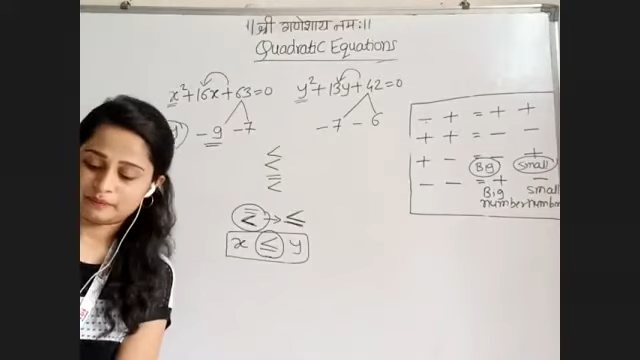 ॥ श्री गणेशाय नमः॥
Quadratic Equations
x²+16x+63=0
y²+13y+42=0
-9 -7
-7 -6
<
<
=
<
x ≤ y
- + = + +
+ + = - -
+ - = - +
Big small
- - = + -
Big small
number number